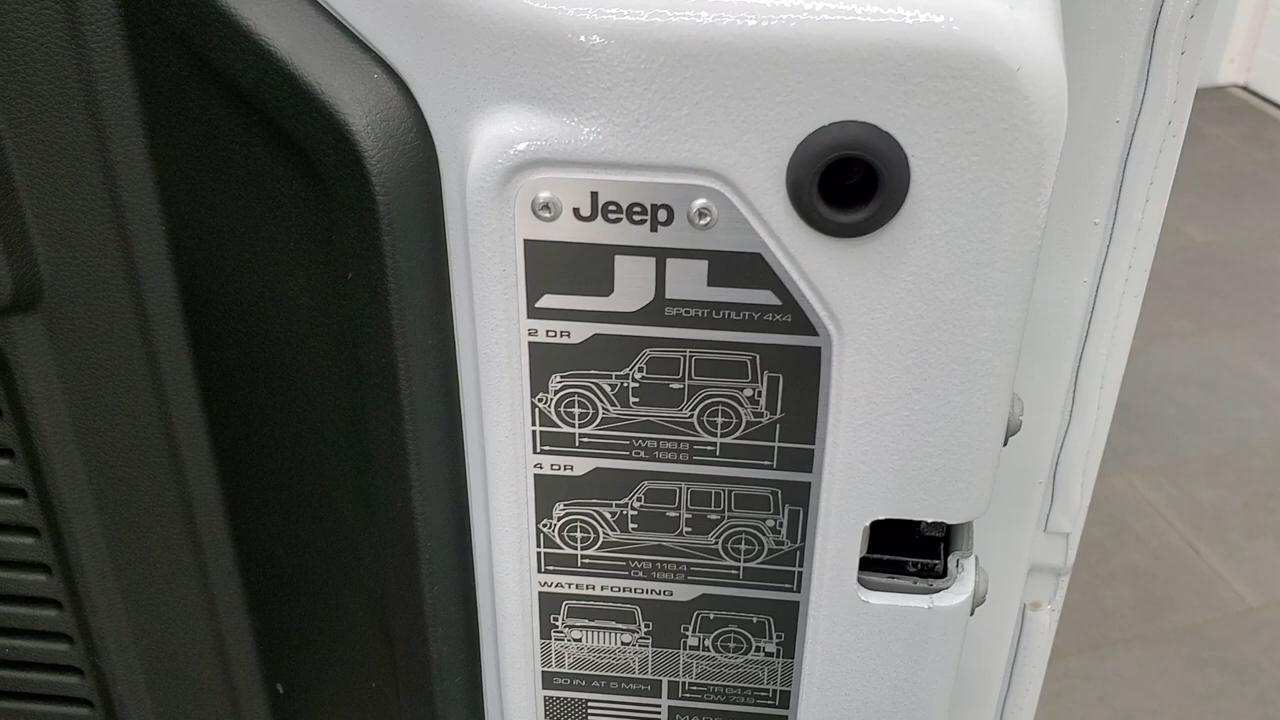 Jeep
JL
SPORT UTILITY 4X4
2 DR
WB 96.8
OL 166.6
4 DR
WB 118.4
OL 188.2
WATER FORDING
30 IN. AT 5 MPH
TR 64.4
OW 73.9